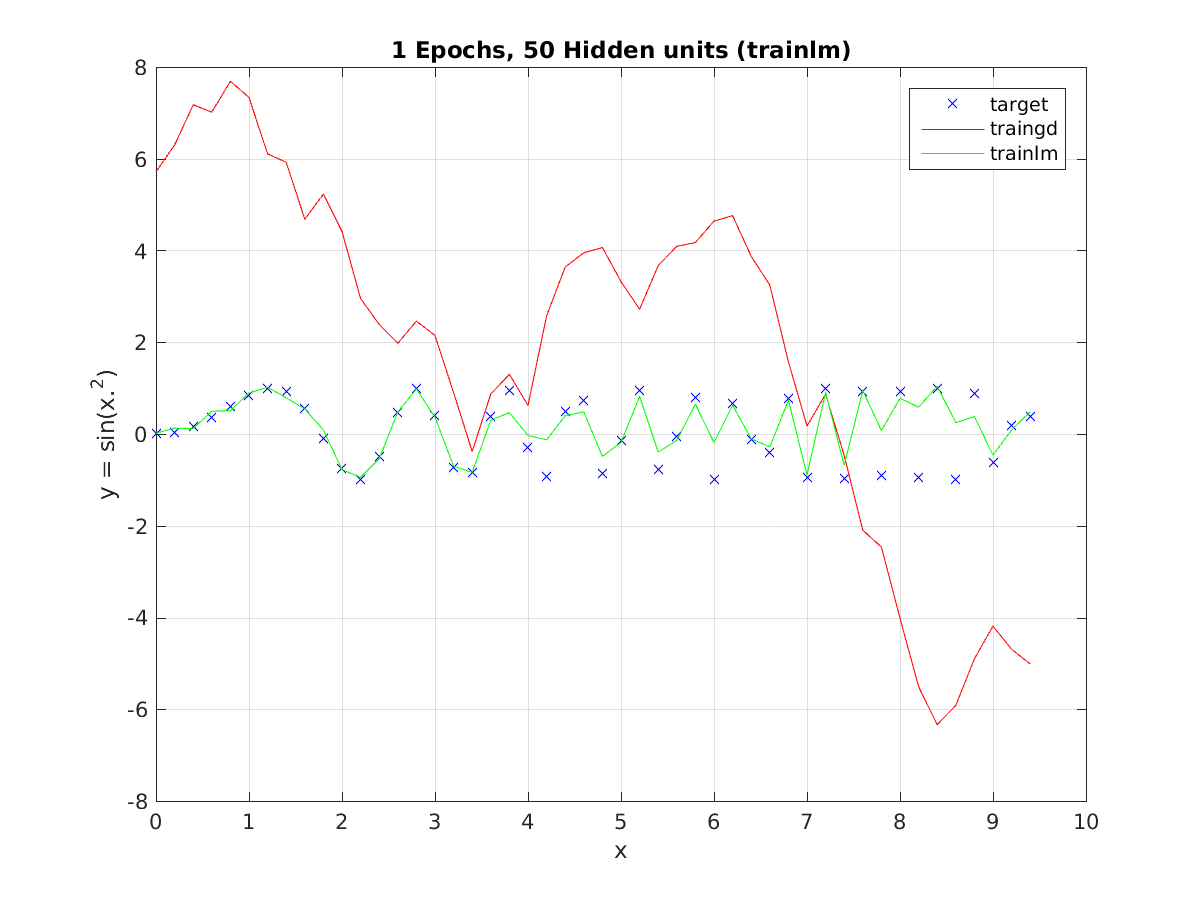 1 Epochs, 50 Hidden units (trainlm)
target
traingd
trainlm
8
6
4
2
0
-2
-4
-6
-8
y = sin(x.²)
0 1 2 3 4 5 6 7 8 9 10
x